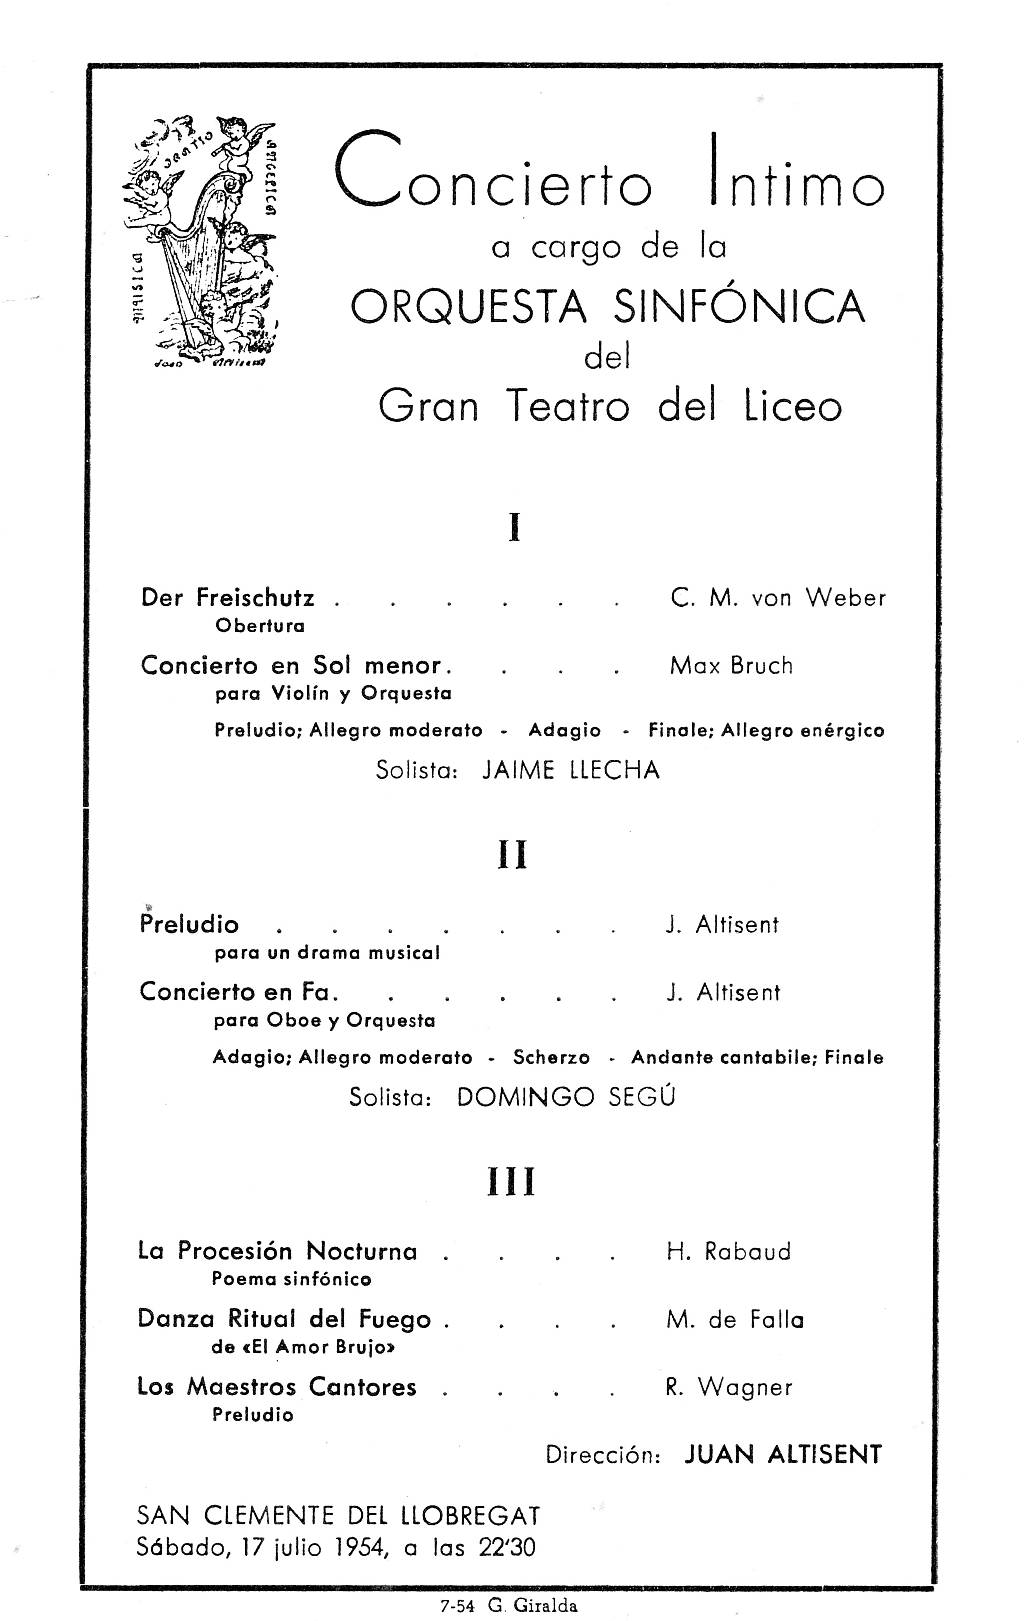 CANTIO
ANGELICA
MUSICA
Joan Altisent
Concierto Intimo
a cargo de la
ORQUESTA SINFÓNICA
del
Gran Teatro del Liceo
I
Der Freischutz . . . . . . C. M. von Weber
Obertura
Concierto en Sol menor. . . . Max Bruch
para Violín y Orquesta
Preludio; Allegro moderato - Adagio - Finale; Allegro enérgico
Solista: JAIME LLECHA
II
Preludio . . . . . . . J. Altisent
para un drama musical
Concierto en Fa. . . . . . J. Altisent
para Oboe y Orquesta
Adagio; Allegro moderato - Scherzo - Andante cantabile; Finale
Solista: DOMINGO SEGÚ
III
La Procesión Nocturna . . . . H. Rabaud
Poema sinfónico
Danza Ritual del Fuego . . . . M. de Falla
de «El Amor Brujo»
Los Maestros Cantores . . . . R. Wagner
Preludio
Dirección: JUAN ALTISENT
SAN CLEMENTE DEL LLOBREGAT
Sábado, 17 julio 1954, a las 22'30
7-54 G. Giralda